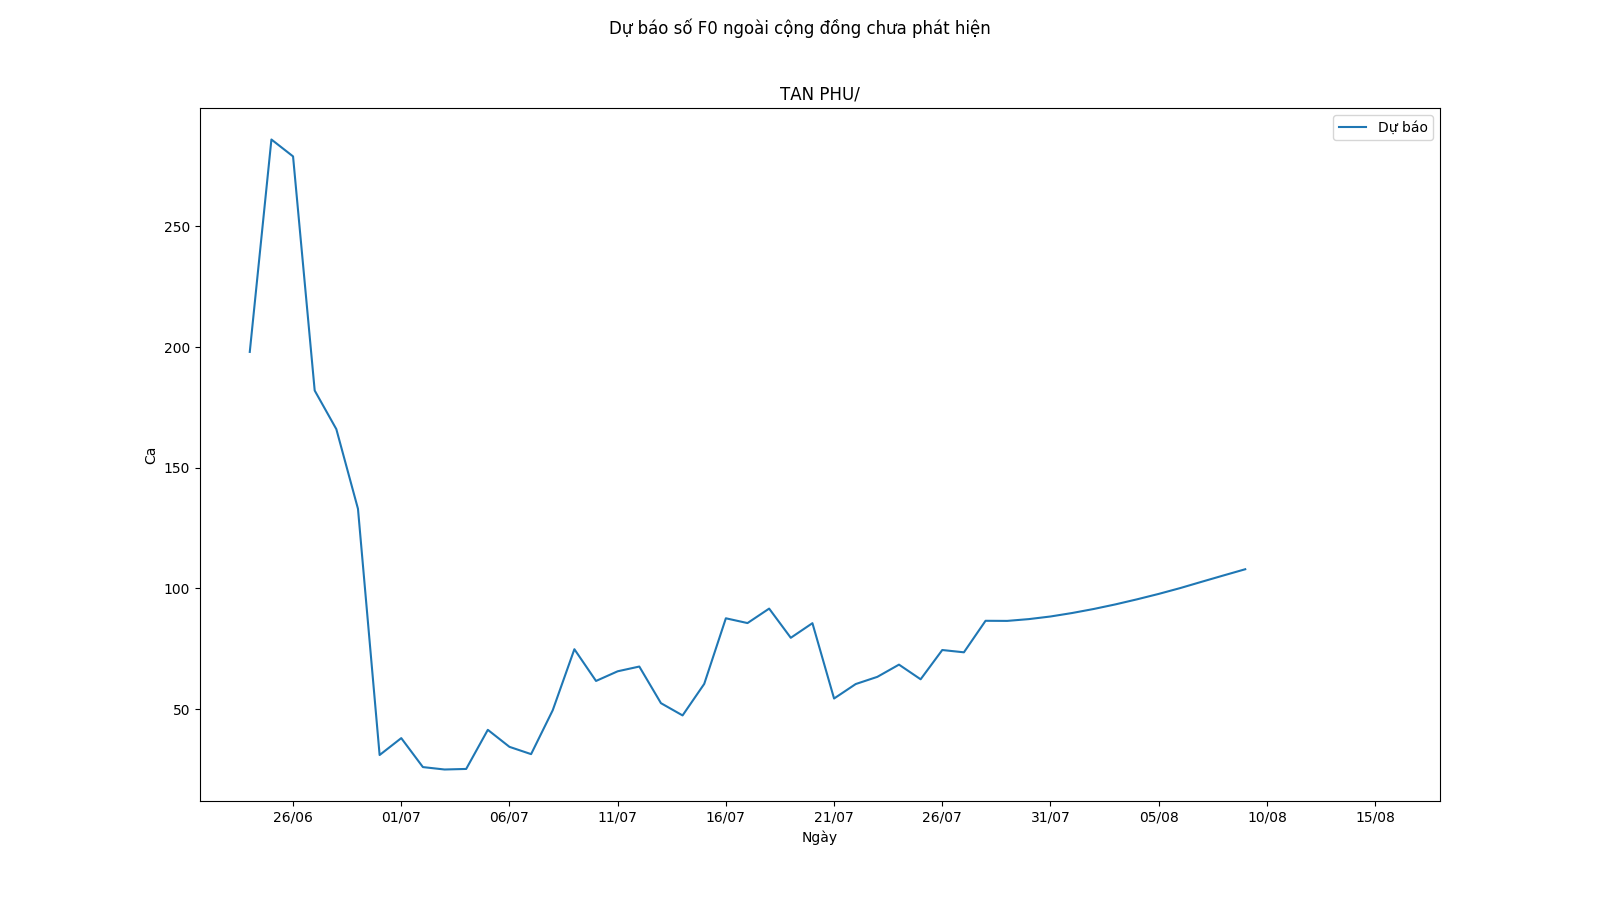 Dự báo số F0 ngoài cộng đồng chưa phát hiện
TAN PHU/
Dự báo
250
200
150
100
50
Ca
26/06 01/07 06/07 11/07 16/07 21/07 26/07 31/07 05/08 10/08 15/08
Ngày